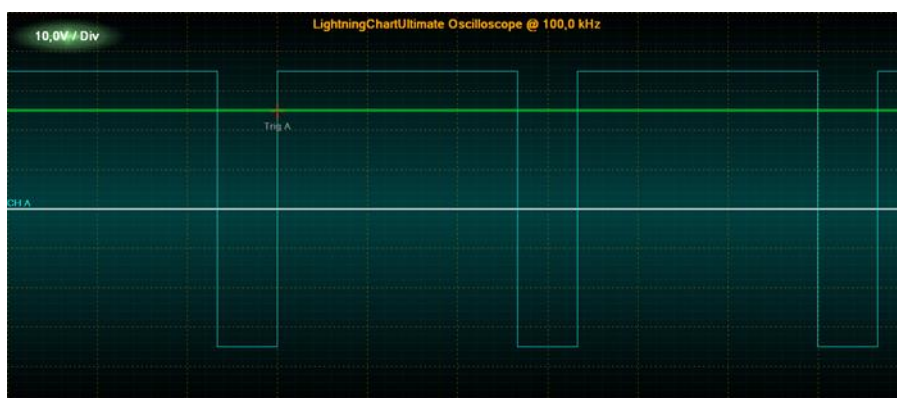 LightningChartUltimate Oscilloscope @ 100,0 kHz
10,0V / Div
Trig A
CH A